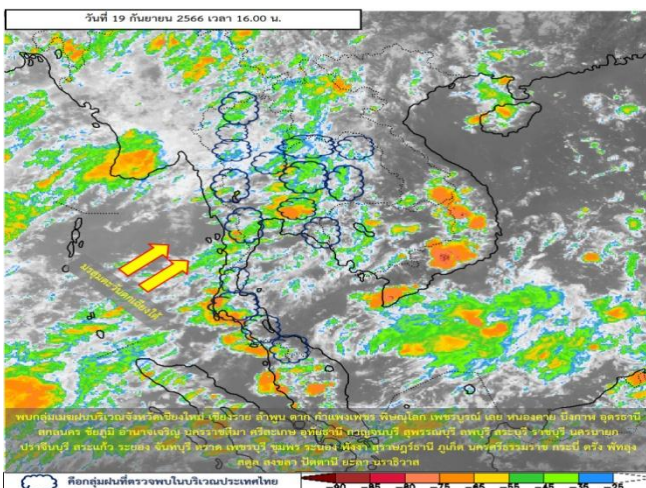 วันที่ 19 กันยายน 2566 เวลา 16.00 น.
มรสุมตะวันตกเฉียงใต้
พบกลุ่มเมฆฝนบริเวณจังหวัดเชียงใหม่ เชียงราย ลำพูน ตาก กำแพงเพชร พิษณุโลก เพชรบูรณ์ เลย หนองคาย บึงกาฬ อุดรธานี
สกลนคร ชัยภูมิ อำนาจเจริญ นครราชสีมา ศรีสะเกษ อุทัยธานี กาญจนบุรี สุพรรณบุรี ลพบุรี สระบุรี ราชบุรี นครนายก
ปราจีนบุรี สระแก้ว ระยอง จันทบุรี ตราด เพชรบุรี ชุมพร ระนอง พังงา สุราษฎร์ธานี ภูเก็ต นครศรีธรรมราช กระบี่ ตรัง พัทลุง
สตูล สงขลา ปัตตานี ยะลา นราธิวาส
คือกลุ่มฝนที่ตรวจพบในบริเวณประเทศไทย
-90 -80 -75 -65 -55 -45 -35 -25